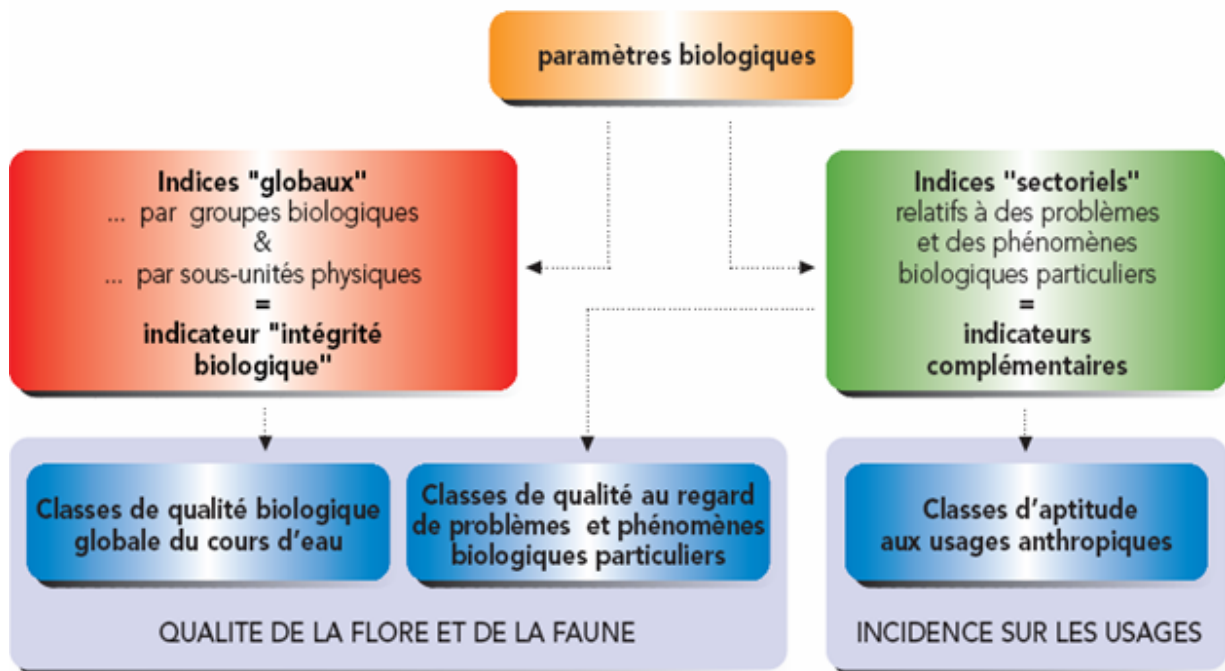 paramètres biologiques
Indices "globaux"
... par groupes biologiques
&
... par sous-unités physiques
=
indicateur "intégrité
biologique"
Indices "sectoriels"
relatifs à des problèmes
et des phénomènes
biologiques particuliers
=
indicateurs
complémentaires
Classes de qualité biologique
globale du cours d'eau
Classes de qualité au regard
de problèmes et phénomènes
biologiques particuliers
QUALITE DE LA FLORE ET DE LA FAUNE
Classes d'aptitude
aux usages anthropiques
INCIDENCE SUR LES USAGES